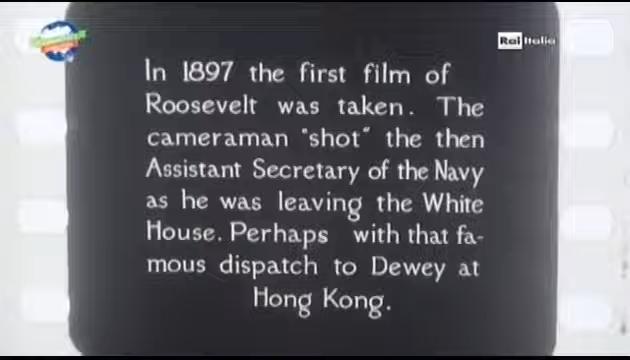 Rai Italia
In 1897 the first film of
Roosevelt was taken. The
cameraman "shot" the then
Assistant Secretary of the Navy
as he was leaving the White
House. Perhaps with that fa-
mous dispatch to Dewey at
Hong Kong.